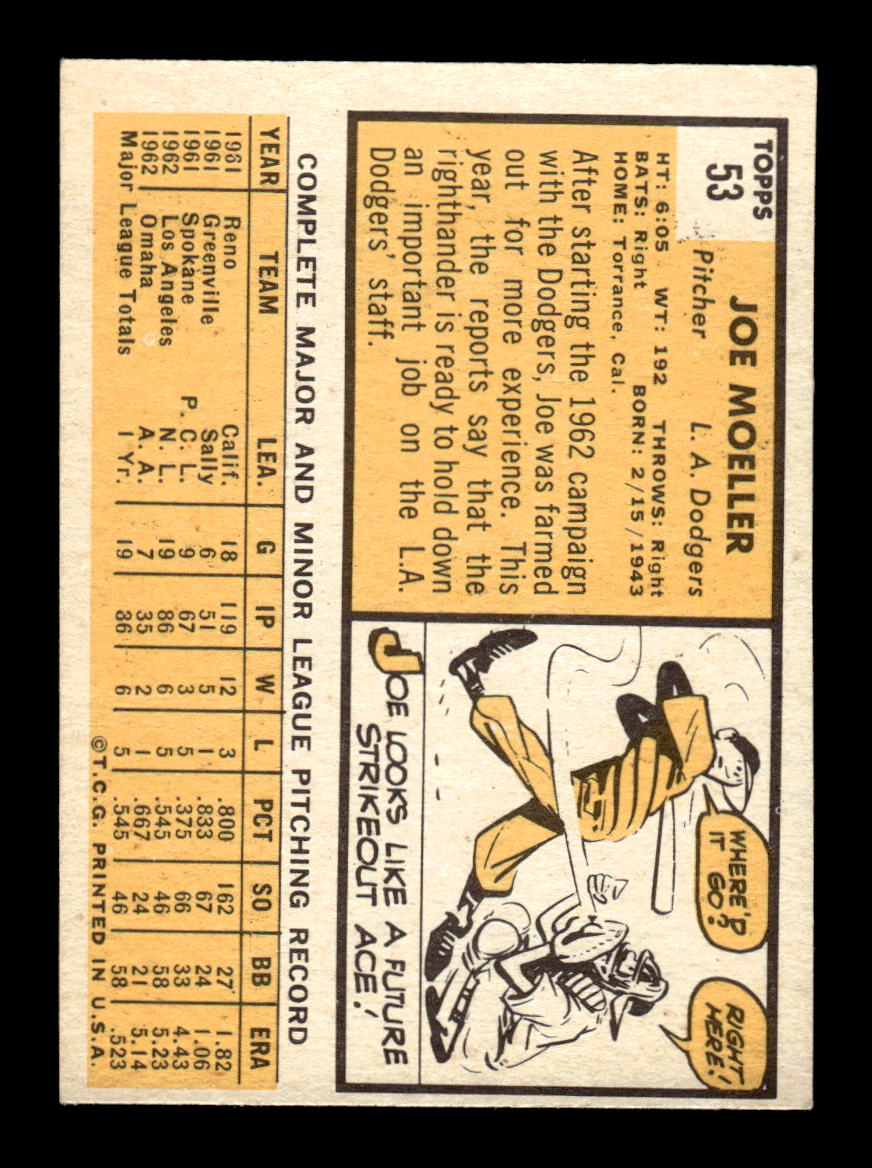 TOPPS
53
JOE MOELLER
Pitcher L. A. Dodgers
HT: 6:05 WT: 192 THROWS: Right
BATS: Right BORN: 2/15/1943
HOME: Torrance, Cal.
After starting the 1962 campaign
with the Dodgers, Joe was farmed
out for more experience. This
year, the reports say that the
righthander is ready to hold down
an important job on the L.A.
Dodgers' staff.
WHERE'D
IT GO?
RIGHT
HERE!
JOE LOOKS LIKE A FUTURE
STRIKEOUT ACE!
COMPLETE MAJOR AND MINOR LEAGUE PITCHING RECORD
YEAR TEAM LEA. G IP W L PCT SO BB ERA
1961 Reno Calif. 18 119 12 3 .800 162 27 1.82
1961 Greenville Sally 6 51 5 1 .833 67 24 1.06
1961 Spokane P. C. L. 9 67 3 5 .375 66 33 4.43
1962 Los Angeles N. L. 19 86 6 5 .545 46 58 5.23
1962 Omaha A. A. 7 35 2 1 .667 24 21 5.14
Major League Totals 1 Yr. 19 86 6 5 .545 46 58 .523
©T.C.G. PRINTED IN U.S.A.